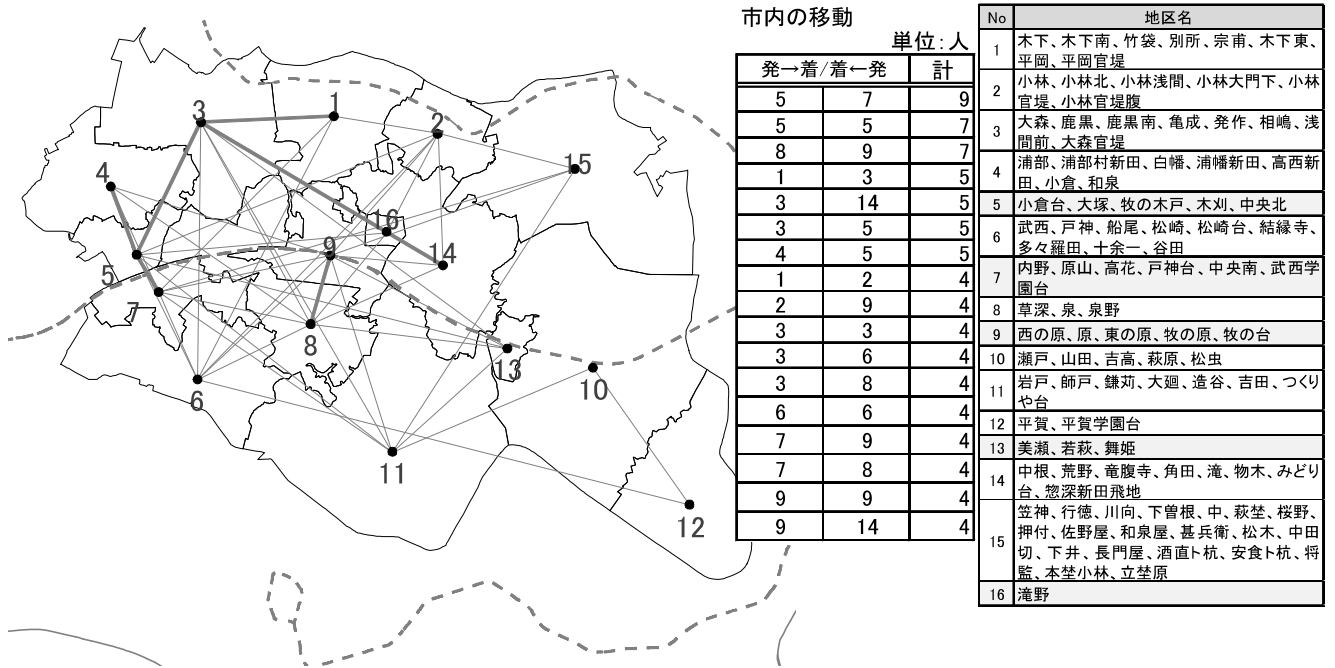 3
1
2
4
15
16
9
14
5
7
8
13
10
6
11
12
市内の移動
単位:人
発→着/着←発 計
5 7 9
5 5 7
8 9 7
1 3 5
3 14 5
3 5 5
4 5 5
1 2 4
2 9 4
3 3 4
3 6 4
3 8 4
6 6 4
7 9 4
7 8 4
9 9 4
9 14 4
No 地区名
1 木下、木下南、竹袋、別所、宗甫、木下東、
平岡、平岡官堤
2 小林、小林北、小林浅間、小林大門下、小林
官堤、小林官堤腹
3 大森、鹿黒、鹿黒南、亀成、発作、相嶋、浅
間前、大森官堤
4 浦部、浦部村新田、白幡、浦幡新田、高西新
田、小倉、和泉
5 小倉台、大塚、牧の木戸、木刈、中央北
6 武西、戸神、船尾、松崎、松崎台、結縁寺、
多々羅田、十余一、谷田
7 内野、原山、高花、戸神台、中央南、武西学
園台
8 草深、泉、泉野
9 西の原、原、東の原、牧の原、牧の台
10 瀬戸、山田、吉高、萩原、松虫
11 岩戸、師戸、鎌苅、大廻、造谷、吉田、つくり
や台
12 平賀、平賀学園台
13 美瀬、若萩、舞姫
14 中根、荒野、竜腹寺、角田、滝、物木、みどり
台、惣深新田飛地
15 笠神、行徳、川向、下曽根、中、萩埜、桜野、
押付、佐野屋、和泉屋、甚兵衛、松木、中田
切、下井、長門屋、酒直ト杭、安食ト杭、将
監、本埜小林、立埜原
16 滝野